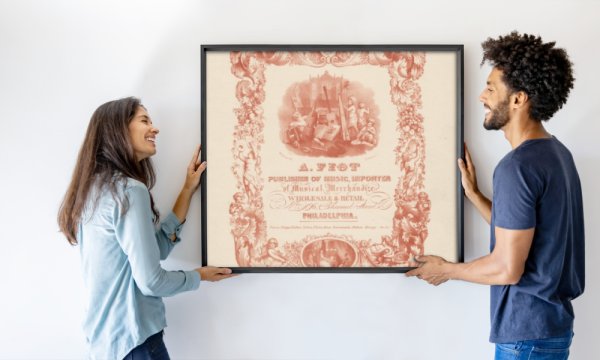 A. FIOT
PUBLISHER OF MUSIC, IMPORTER
of Musical Merchandize,
WHOLESALE & RETAIL
PHILADELPHIA.